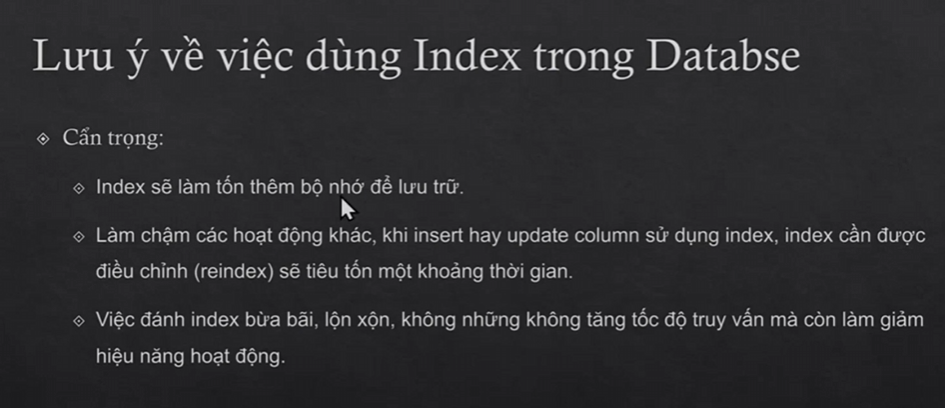 Lưu ý về việc dùng Index trong Databse
Cẩn trọng:
Index sẽ làm tốn thêm bộ nhớ để lưu trữ.
Làm chậm các hoạt động khác, khi insert hay update column sử dụng index, index cần được
điều chỉnh (reindex) sẽ tiêu tốn một khoảng thời gian.
Việc đánh index bừa bãi, lộn xộn, không những không tăng tốc độ truy vấn mà còn làm giảm
hiệu năng hoạt động.